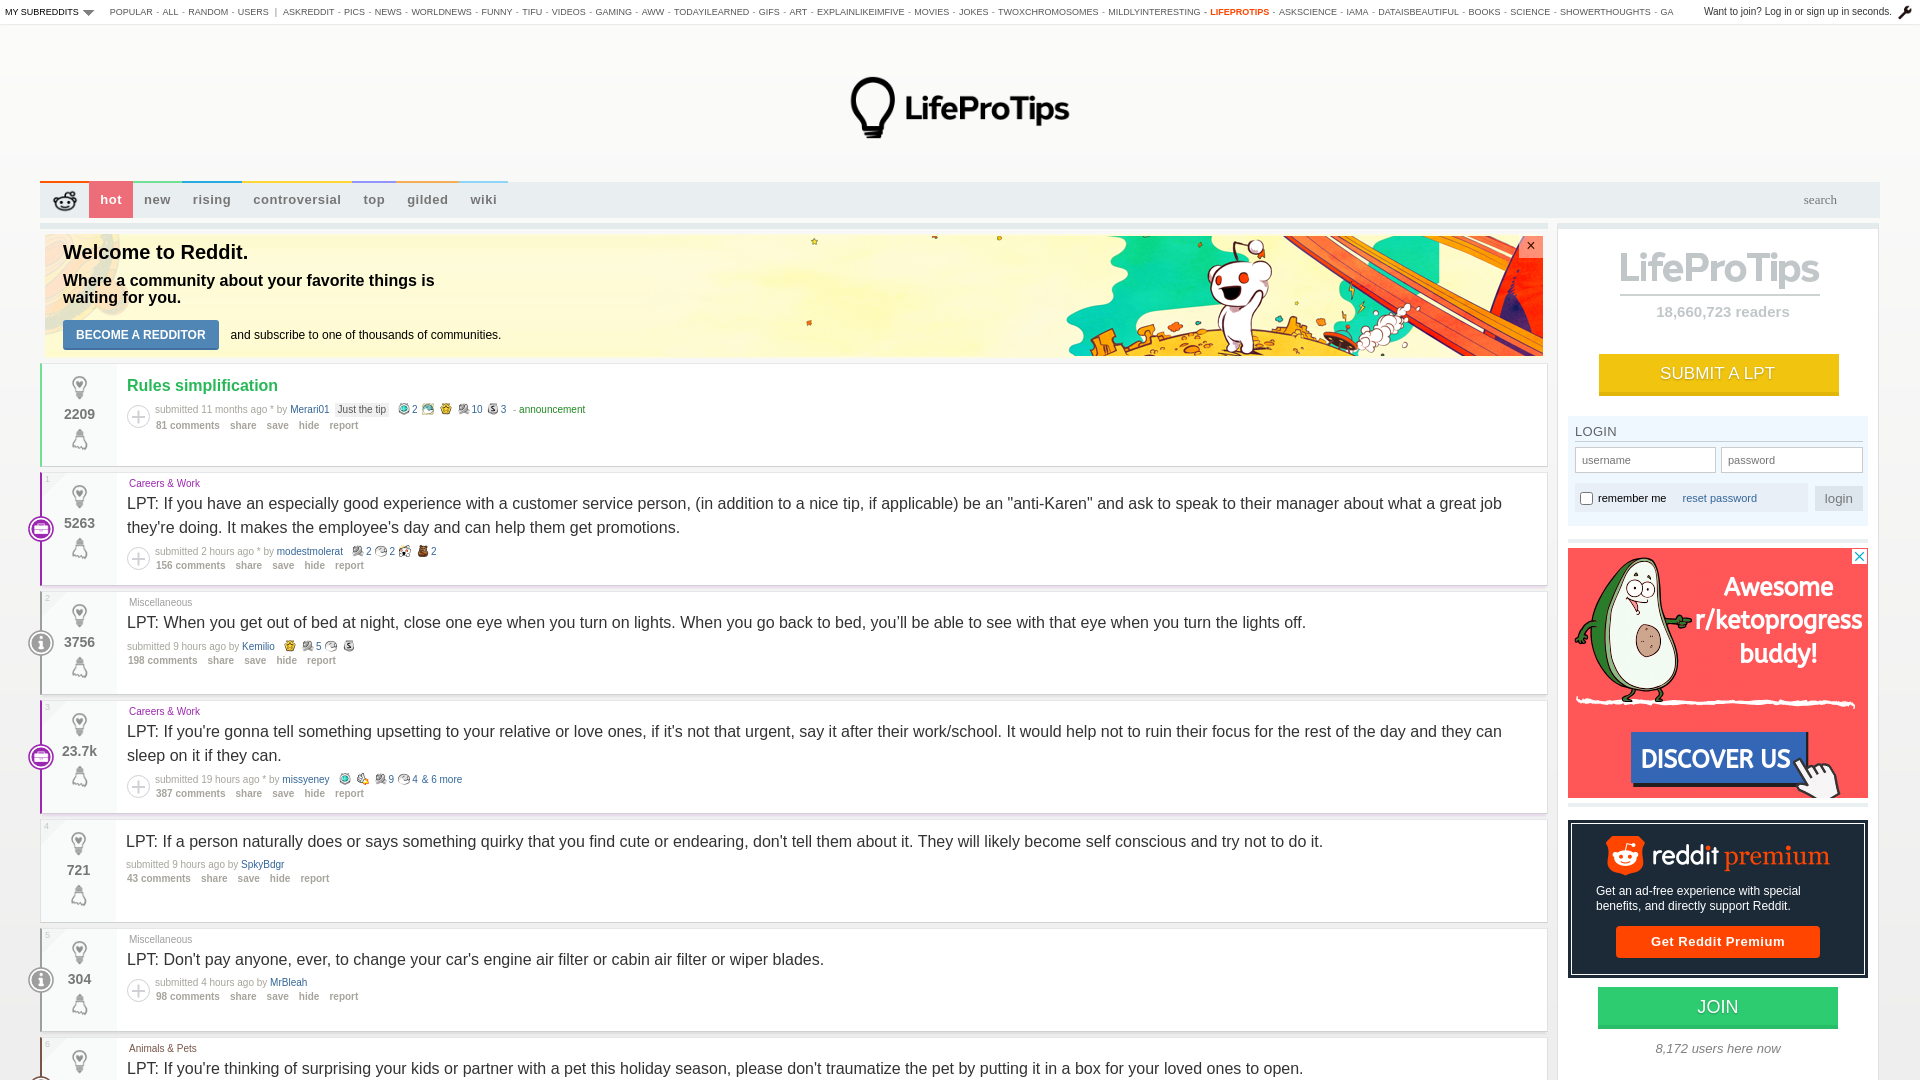 MY SUBREDDITS POPULAR - ALL - RANDOM - USERS | ASKREDDIT - PICS - NEWS - WORLDNEWS - FUNNY - TIFU - VIDEOS - GAMING - AWW - TODAYILEARNED - GIFS - ART - EXPLAINLIKEIMFIVE - MOVIES - JOKES - TWOXCHROMOSOMES - MILDLYINTERESTING - LIFEPROTIPS - ASKSCIENCE - IAMA - DATAISBEAUTIFUL - BOOKS - SCIENCE - SHOWERTHOUGHTS - GA Want to join? Log in or sign up in seconds.
LifeProTips
hot new rising controversial top gilded wiki search
Welcome to Reddit. ×
Where a community about your favorite things is
waiting for you.
BECOME A REDDITOR and subscribe to one of thousands of communities.
Rules simplification
2209
submitted 11 months ago * by Merari01 Just the tip 2 10 3 - announcement
81 comments share save hide report
1
Careers & Work
LPT: If you have an especially good experience with a customer service person, (in addition to a nice tip, if applicable) be an "anti-Karen" and ask to speak to their manager about what a great job
they're doing. It makes the employee's day and can help them get promotions.
5263
submitted 2 hours ago * by modestmolerat 2 2 2
156 comments share save hide report
2
Miscellaneous
LPT: When you get out of bed at night, close one eye when you turn on lights. When you go back to bed, you’ll be able to see with that eye when you turn the lights off.
3756
submitted 9 hours ago by Kemilio 5
198 comments share save hide report
3
Careers & Work
LPT: If you're gonna tell something upsetting to your relative or love ones, if it's not that urgent, say it after their work/school. It would help not to ruin their focus for the rest of the day and they can
sleep on it if they can.
23.7k
submitted 19 hours ago * by missyeney 9 4 & 6 more
387 comments share save hide report
4
LPT: If a person naturally does or says something quirky that you find cute or endearing, don't tell them about it. They will likely become self conscious and try not to do it.
721
submitted 9 hours ago by SpkyBdgr
43 comments share save hide report
5
Miscellaneous
LPT: Don't pay anyone, ever, to change your car's engine air filter or cabin air filter or wiper blades.
304
submitted 4 hours ago by MrBleah
98 comments share save hide report
6
Animals & Pets
LPT: If you're thinking of surprising your kids or partner with a pet this holiday season, please don't traumatize the pet by putting it in a box for your loved ones to open.
LifeProTips
18,660,723 readers
SUBMIT A LPT
LOGIN
username password
remember me reset password login
Awesome
r/ketoprogress
buddy!
DISCOVER US
reddit premium
Get an ad-free experience with special
benefits, and directly support Reddit.
Get Reddit Premium
JOIN
8,172 users here now